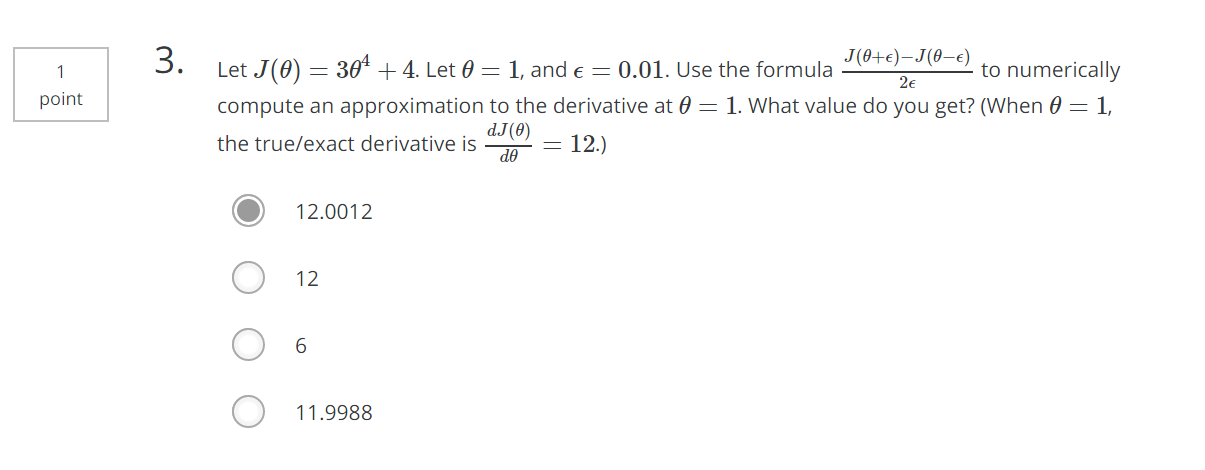 1
point
3.
Let J(θ) = 3θ⁴ + 4. Let θ = 1, and ϵ = 0.01. Use the formula J(θ+ϵ)−J(θ−ϵ) / 2ϵ to numerically
compute an approximation to the derivative at θ = 1. What value do you get? (When θ = 1,
the true/exact derivative is dJ(θ) / dθ = 12.)
12.0012
12
6
11.9988